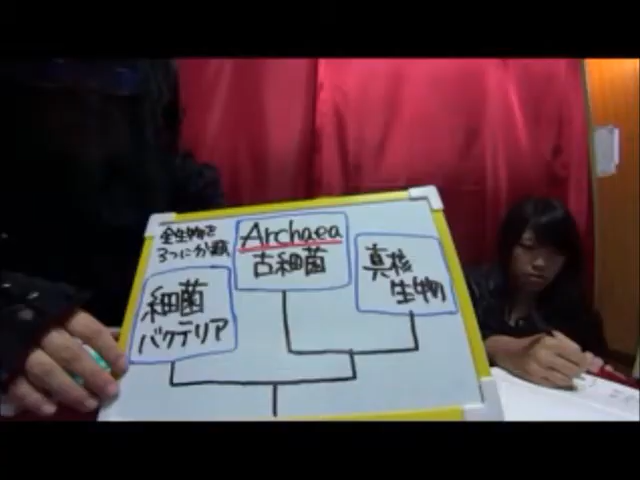 全生物を
3つに分類
Archaea
古細菌
真核
生物
細菌
バクテリア